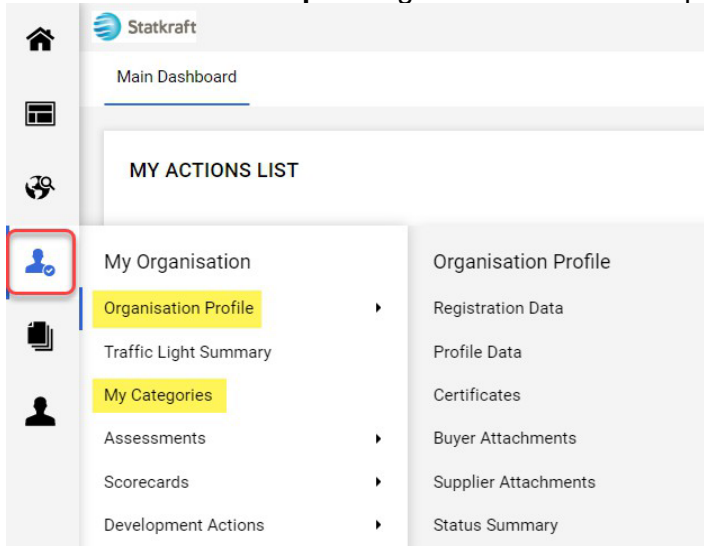 Statkraft
Main Dashboard
MY ACTIONS LIST
My Organisation
Organisation Profile
Traffic Light Summary
My Categories
Assessments
Scorecards
Development Actions
Organisation Profile
Registration Data
Profile Data
Certificates
Buyer Attachments
Supplier Attachments
Status Summary